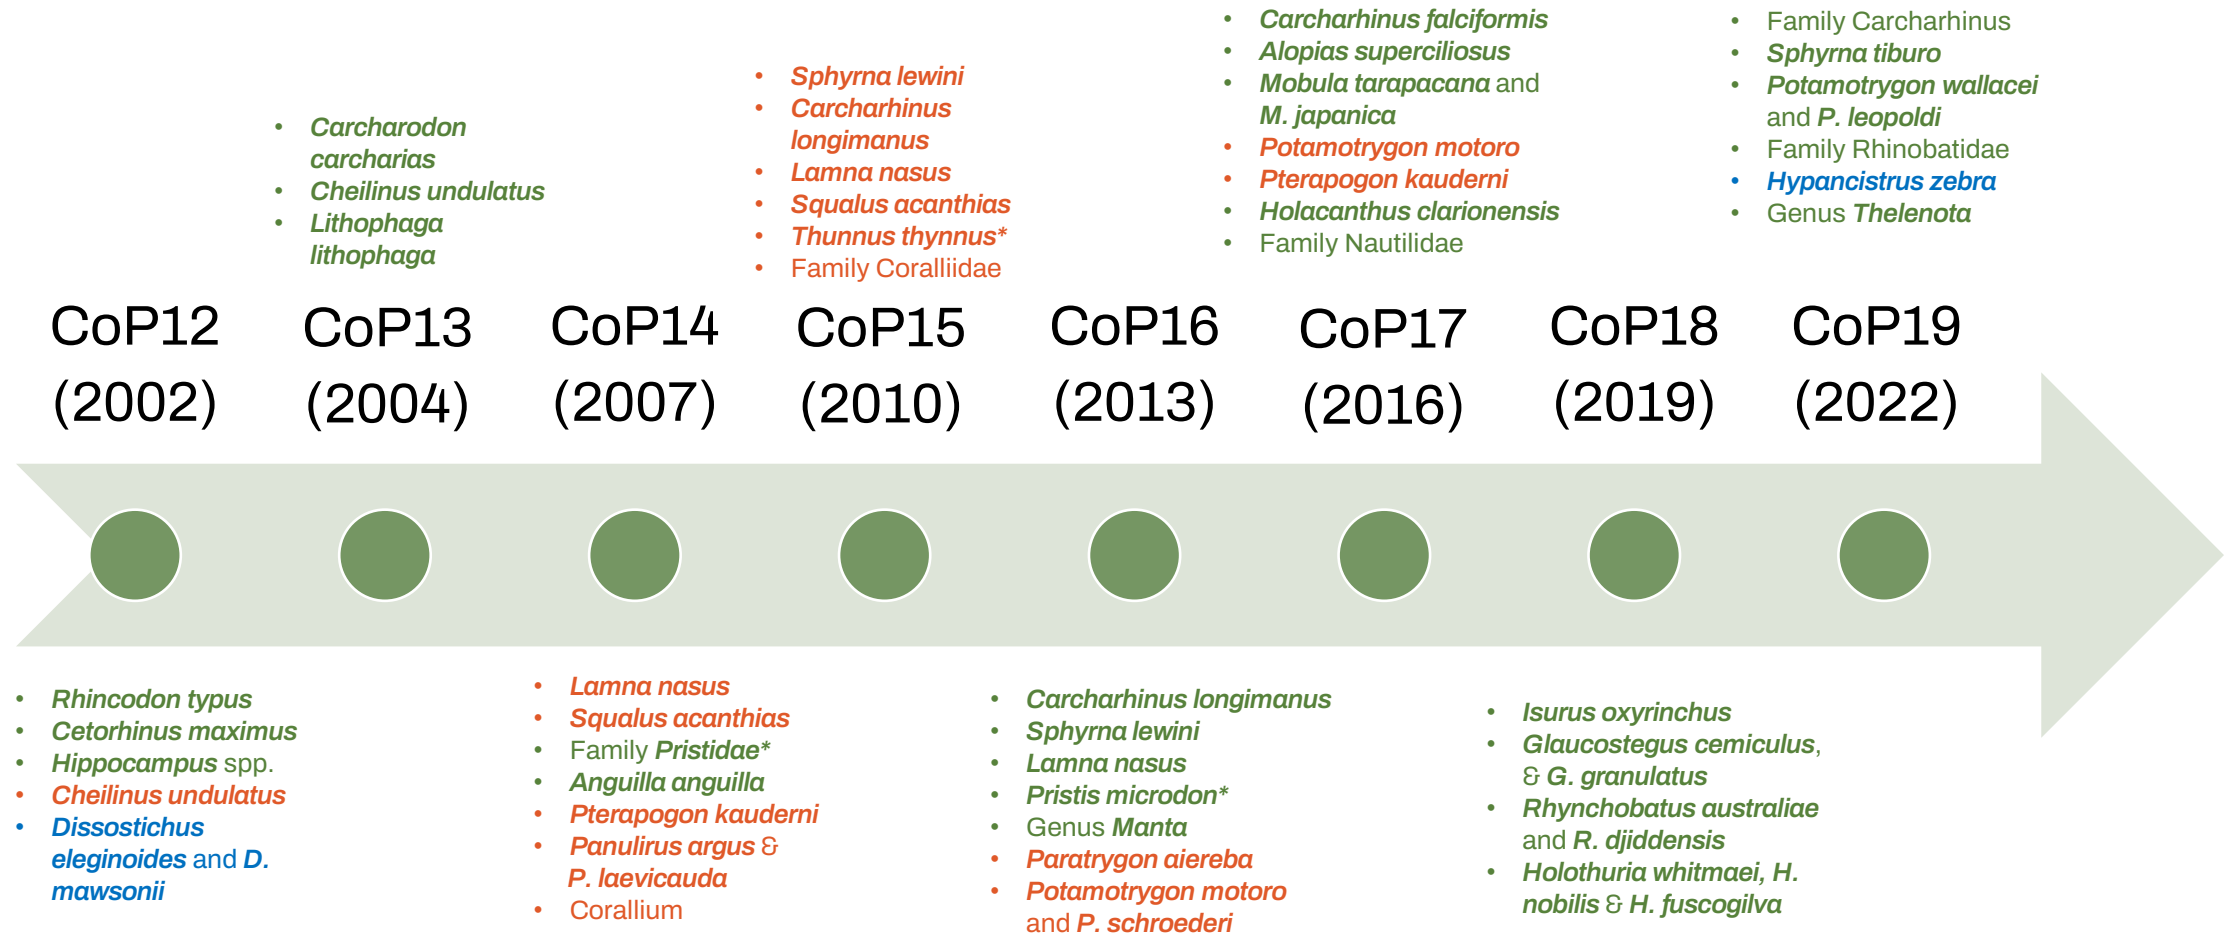 • Carcharodon
carcharias
• Cheilinus undulatus
• Lithophaga
lithophaga
• Sphyrna lewini
• Carcharhinus
longimanus
• Lamna nasus
• Squalus acanthias
• Thunnus thynnus*
• Family Coralliidae
• Carcharhinus falciformis
• Alopias superciliosus
• Mobula tarapacana and
M. japanica
• Potamotrygon motoro
• Pterapogon kauderni
• Holacanthus clarionensis
• Family Nautilidae
• Family Carcharhinus
• Sphyrna tiburo
• Potamotrygon wallacei
and P. leopoldi
• Family Rhinobatidae
• Hypancistrus zebra
• Genus Thelenota
CoP12
(2002)
CoP13
(2004)
CoP14
(2007)
CoP15
(2010)
CoP16
(2013)
CoP17
(2016)
CoP18
(2019)
CoP19
(2022)
• Rhincodon typus
• Cetorhinus maximus
• Hippocampus spp.
• Cheilinus undulatus
• Dissostichus
eleginoides and D.
mawsonii
• Lamna nasus
• Squalus acanthias
• Family Pristidae*
• Anguilla anguilla
• Pterapogon kauderni
• Panulirus argus &
P. laevicauda
• Corallium
• Carcharhinus longimanus
• Sphyrna lewini
• Lamna nasus
• Pristis microdon*
• Genus Manta
• Paratrygon aiereba
• Potamotrygon motoro
and P. schroederi
• Isurus oxyrinchus
• Glaucostegus cemiculus,
& G. granulatus
• Rhynchobatus australiae
and R. djiddensis
• Holothuria whitmaei, H.
nobilis & H. fuscogilva